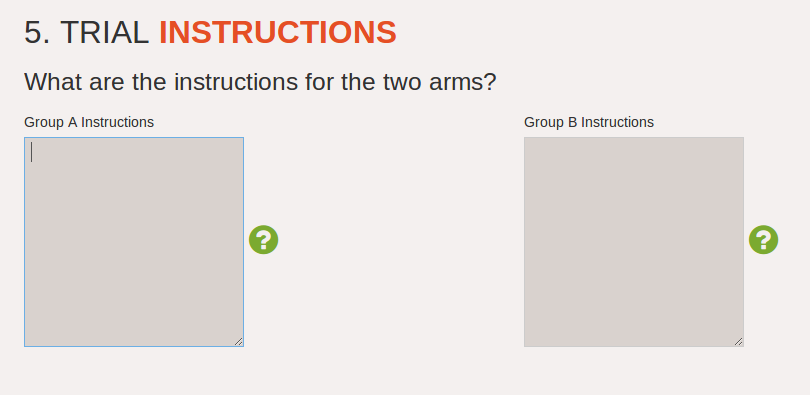 5. TRIAL INSTRUCTIONS
What are the instructions for the two arms?
Group A Instructions
Group B Instructions
?
?